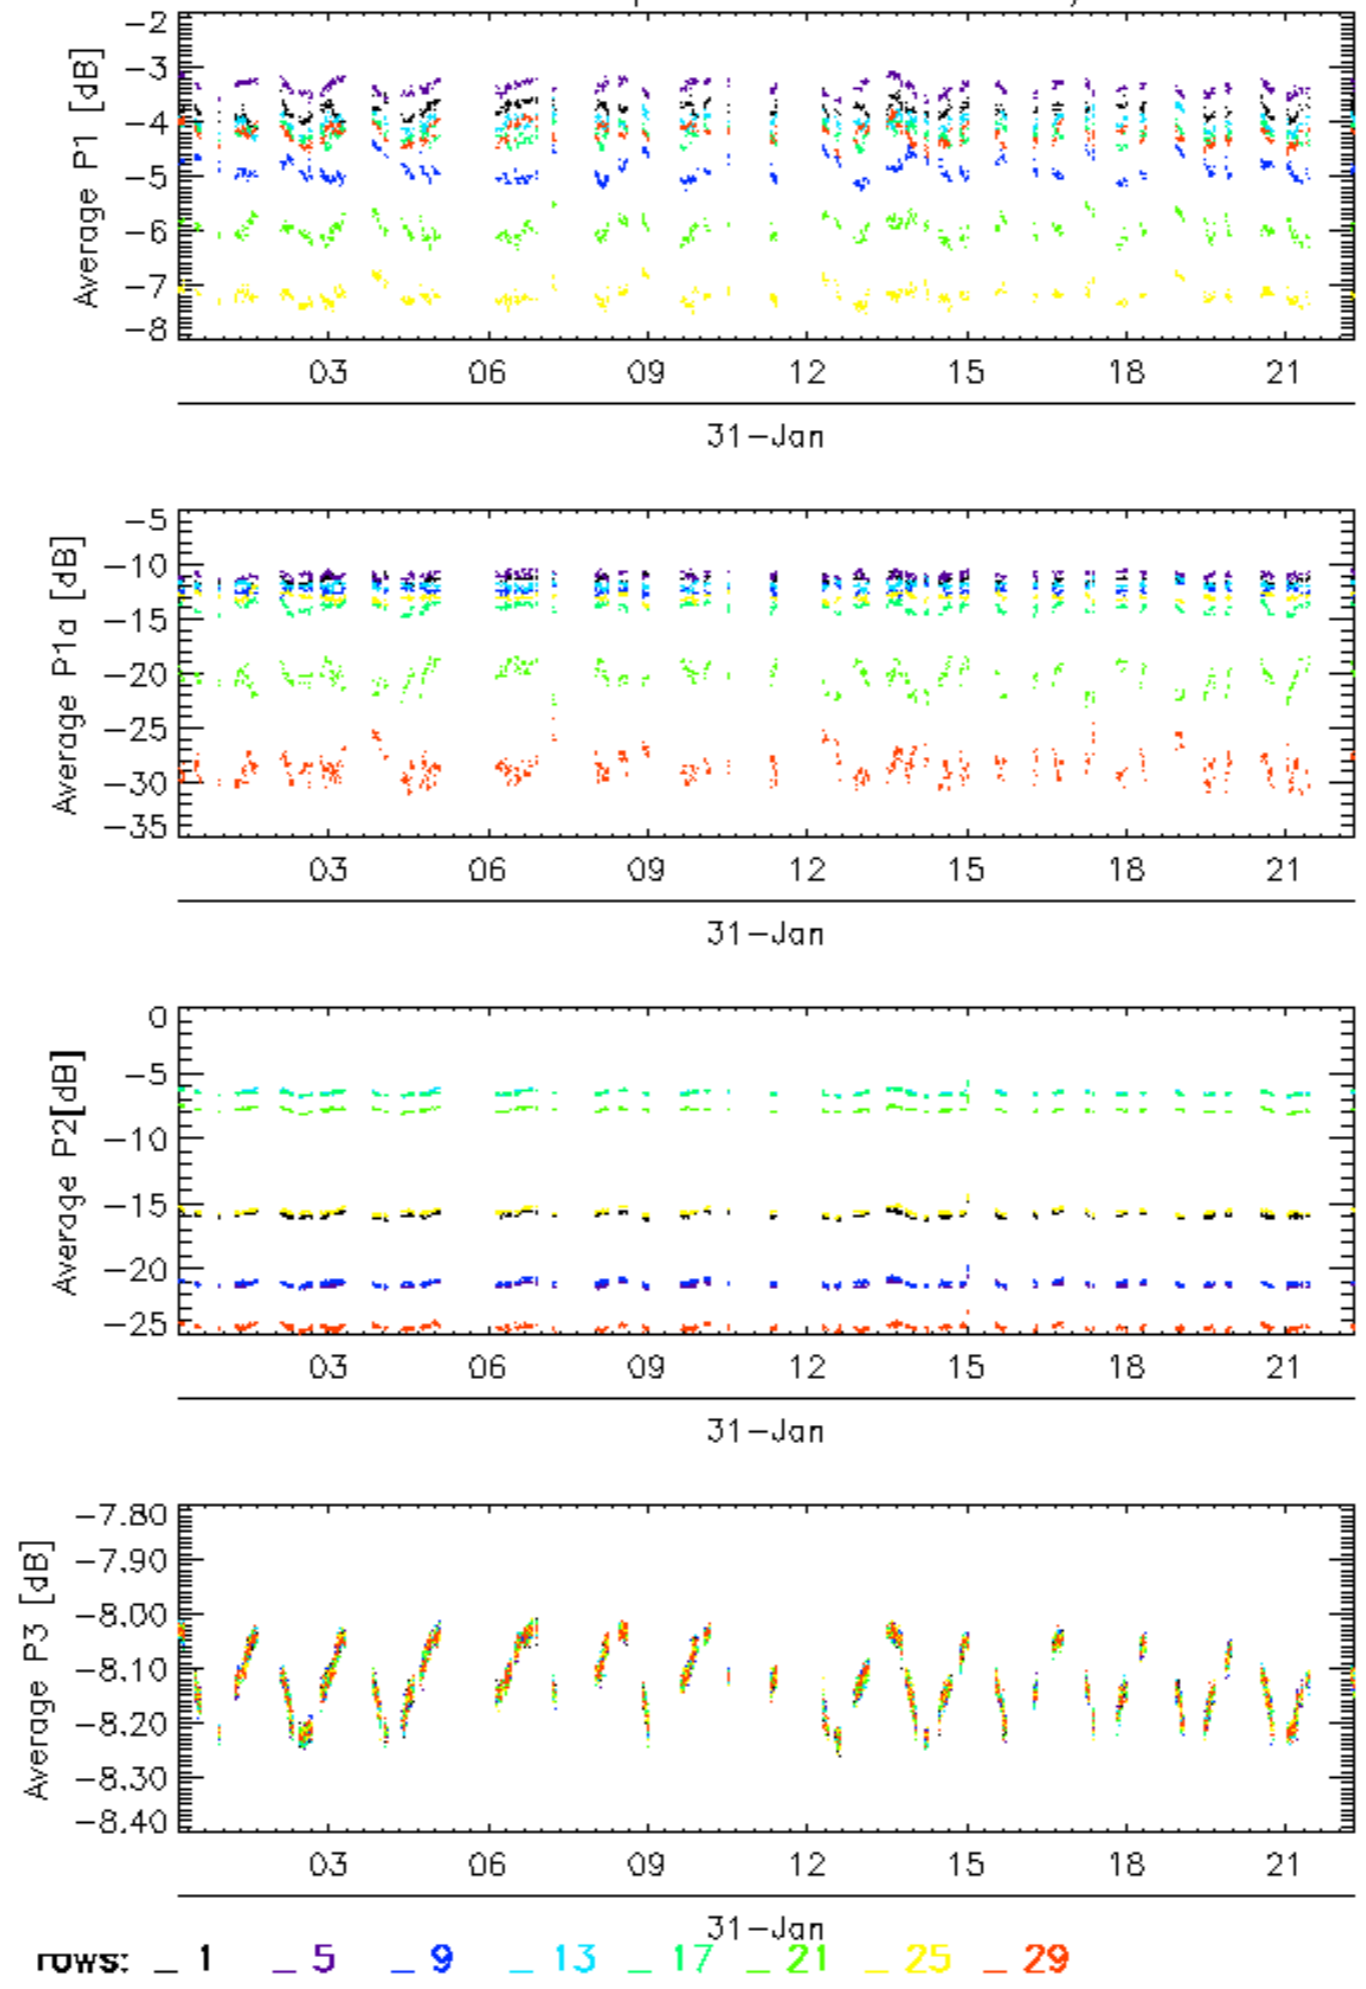 -2
-3
-4
-5
-6
-7
-8
Average P1 [dB]
03 06 09 12 15 18 21
31-Jan
-5
-10
-15
-20
-25
-30
-35
Average P1a [dB]
03 06 09 12 15 18 21
31-Jan
0
-5
-10
-15
-20
-25
Average P2[dB]
03 06 09 12 15 18 21
31-Jan
-7.80
-7.90
-8.00
-8.10
-8.20
-8.30
-8.40
Average P3 [dB]
03 06 09 12 15 18 21
31-Jan
rows: _ 1 _ 5 _ 9 _ 13 _ 17 _ 21 _ 25 _ 29